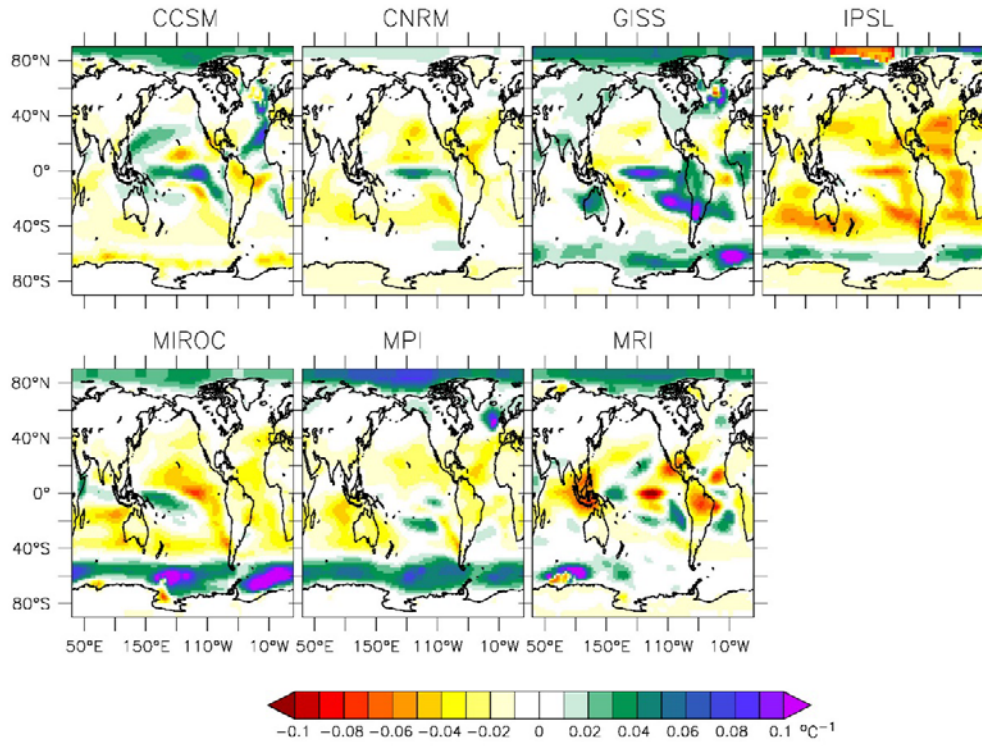 CCSM CNRM GISS IPSL
80°N
40°N
0°
40°S
80°S
MIROC MPI MRI
80°N
40°N
0°
40°S
80°S
50°E 150°E 110°W 10°W 50°E 150°E 110°W 10°W 50°E 150°E 110°W 10°W
-0.1 -0.08 -0.06 -0.04 -0.02 0 0.02 0.04 0.06 0.08 0.1 °C⁻¹